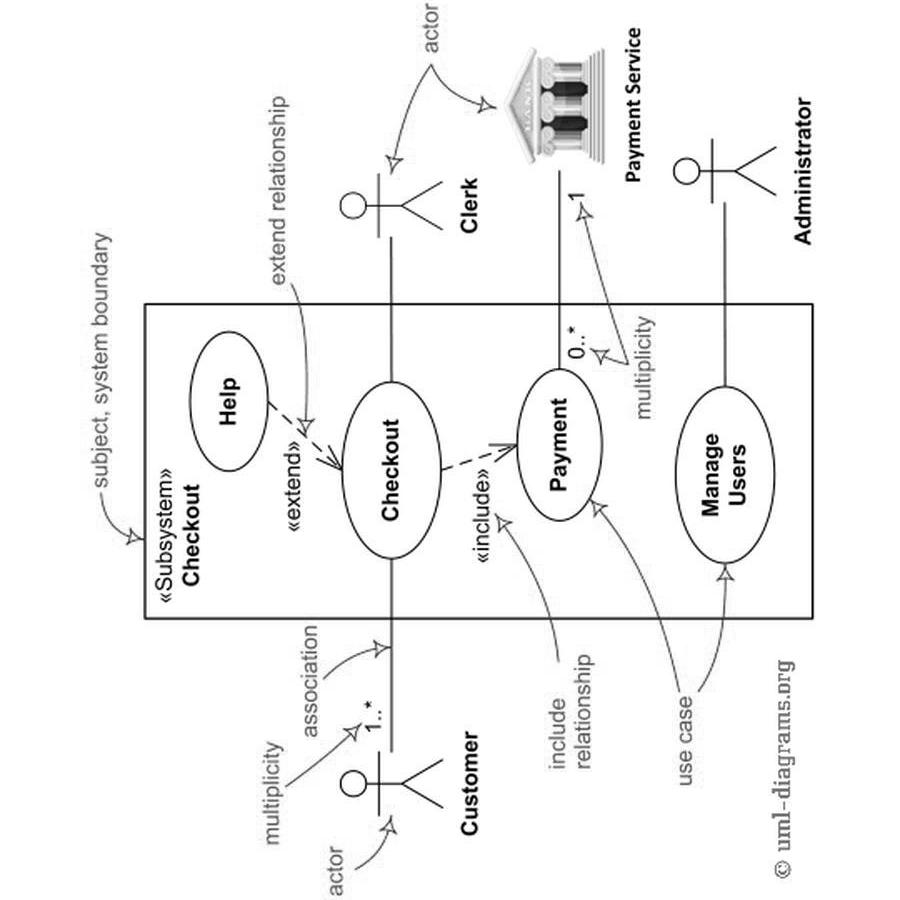 subject, system boundary
«Subsystem»
Checkout
Help
extend relationship
«extend»
actor
multiplicity
association
actor
1..*
Customer
Checkout
Clerk
«include»
include
relationship
Payment
0..*
1
multiplicity
BANK
Payment Service
use case
Manage
Users
Administrator
© uml-diagrams.org